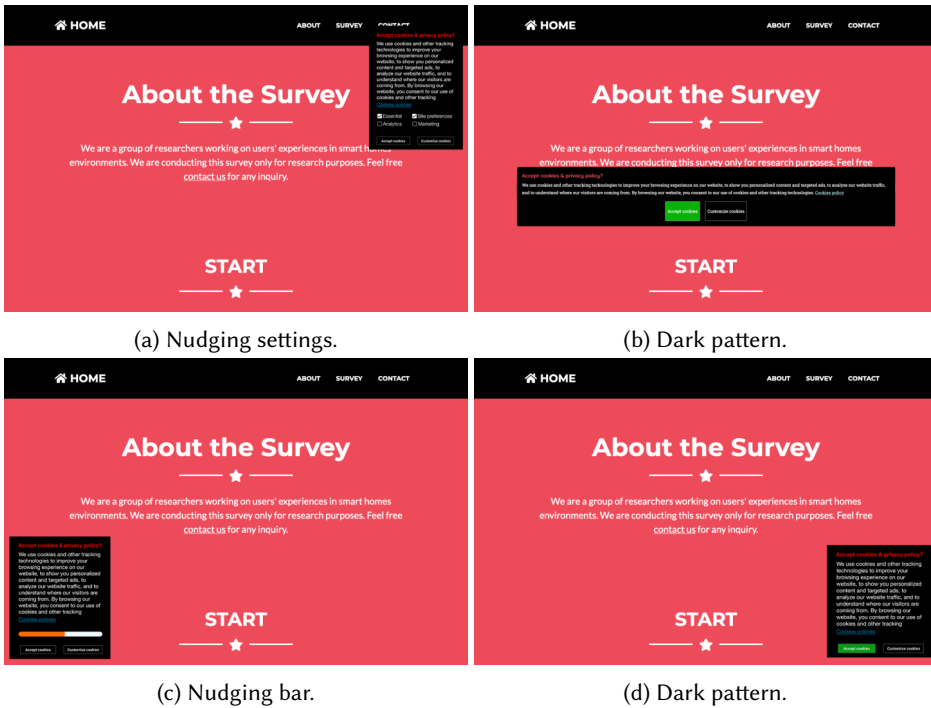 HOME
ABOUT SURVEY CONTACT
Accept cookies & privacy policy?
We use cookies and other tracking
technologies to improve your
browsing experience on our
website, to show you personalized
content and targeted ads, to
analyze our website traffic, and to
understand where our visitors are
coming from. By browsing our
website, you consent to our use of
cookies and other tracking
Cookies policies
Essential Site preferences
Analytics Marketing
Accept cookies Customise cookies
About the Survey
We are a group of researchers working on users' experiences in smart homes
environments. We are conducting this survey only for research purposes. Feel free
contact us for any inquiry.
START
(a) Nudging settings.
HOME
ABOUT SURVEY CONTACT
About the Survey
We are a group of researchers working on users' experiences in smart homes
environments. We are conducting this survey only for research purposes. Feel free
Accept cookies & privacy policy?
We use cookies and other tracking technologies to improve your browsing experience on our website, to show you personalized content and targeted ads, to analyze our website traffic,
and to understand where our visitors are coming from. By browsing our website, you consent to our use of cookies and other tracking technologies. Cookies policy
Accept cookies Customize cookies
START
(b) Dark pattern.
HOME
ABOUT SURVEY CONTACT
About the Survey
We are a group of researchers working on users' experiences in smart homes
environments. We are conducting this survey only for research purposes. Feel free
contact us for any inquiry.
Accept cookies & privacy policy?
We use cookies and other tracking
technologies to improve your
browsing experience on our
website, to show you personalized
content and targeted ads, to
analyze our website traffic, and to
understand where our visitors are
coming from. By browsing our
website, you consent to our use of
cookies and other tracking
Cookies policies
Accept cookies Customise cookies
START
(c) Nudging bar.
HOME
ABOUT SURVEY CONTACT
About the Survey
We are a group of researchers working on users' experiences in smart homes
environments. We are conducting this survey only for research purposes. Feel free
contact us for any inquiry.
Accept cookies & privacy policy?
We use cookies and other tracking
technologies to improve your
browsing experience on our
website, to show you personalized
content and targeted ads, to
analyze our website traffic, and to
understand where our visitors are
coming from. By browsing our
website, you consent to our use of
cookies and other tracking
Cookies policies
Accept cookies Customise cookies
START
(d) Dark pattern.